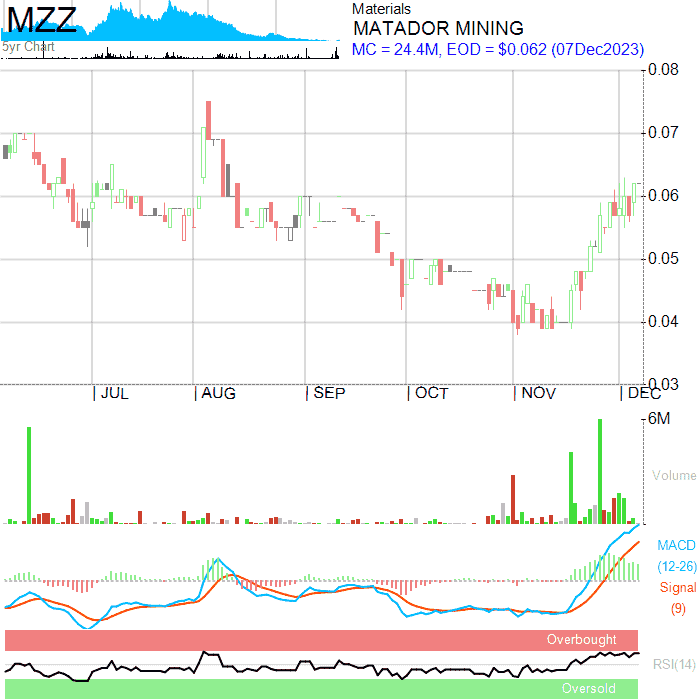 MZZ
5yr Chart
Materials
MATADOR MINING
MC = 24.4M, EOD = $0.062 (07Dec2023)
0.08
0.07
0.06
0.05
0.04
0.03
JUL
AUG
SEP
OCT
NOV
DEC
6M
Volume
MACD
(12-26)
Signal
(9)
Overbought
RSI(14)
Oversold